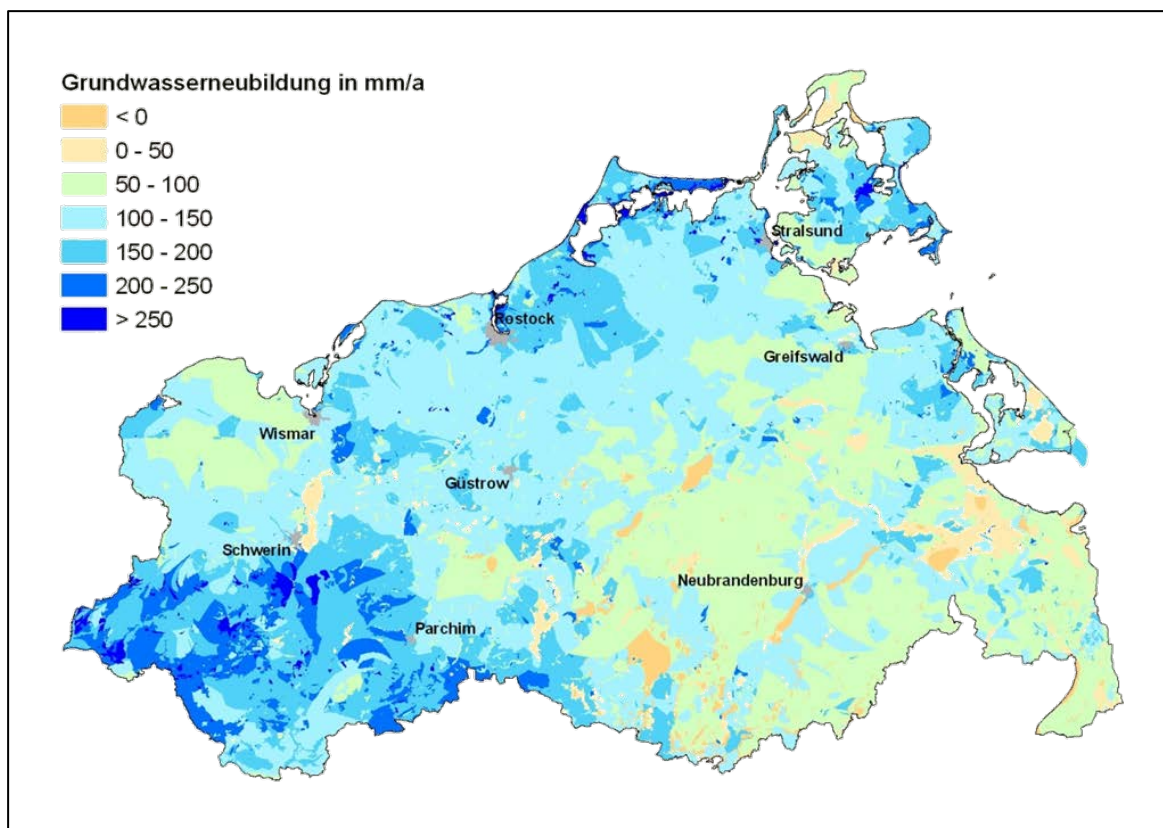 Grundwasserneubildung in mm/a
< 0
0 - 50
50 - 100
100 - 150
150 - 200
200 - 250
> 250
Stralsund
Rostock
Greifswald
Wismar
Güstrow
Schwerin
Neubrandenburg
Parchim